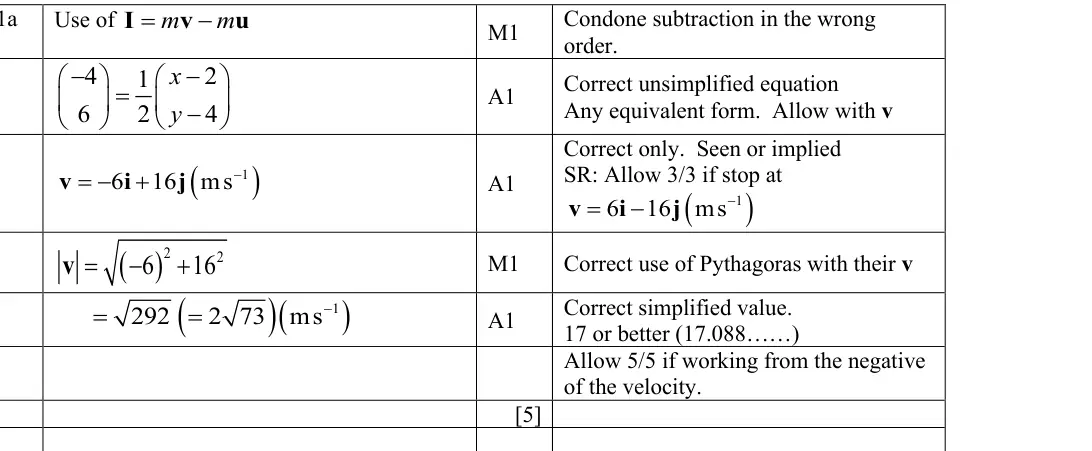 1a Use of I = mv − mu M1 Condone subtraction in the wrong
order.
(−4 6) = 1/2 (x − 2 y − 4) A1 Correct unsimplified equation
Any equivalent form. Allow with v
v = −6i + 16j (m s⁻¹) A1 Correct only. Seen or implied
SR: Allow 3/3 if stop at
v = 6i − 16j (m s⁻¹)
|v| = √((−6)² + 16²) M1 Correct use of Pythagoras with their v
= √292 (= 2√73)(m s⁻¹) A1 Correct simplified value.
17 or better (17.088……)
Allow 5/5 if working from the negative
of the velocity.
[5]